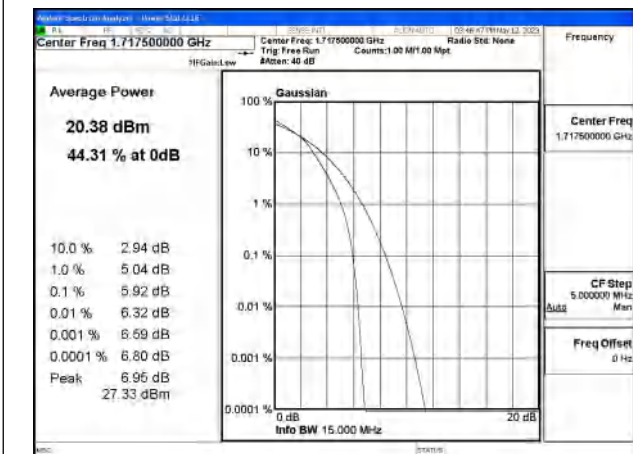 Center Freq 1.717500000 GHz
Center Freq: 1.717500000 GHz
Radio Std: None
Trig: Free Run
Counts:1.00 M/1.00 Mpt
#IFGain:Low
#Atten: 40 dB
Average Power
20.38 dBm
44.31 % at 0dB
10.0 % 2.94 dB
1.0 % 5.04 dB
0.1 % 5.92 dB
0.01 % 6.32 dB
0.001 % 6.59 dB
0.0001 % 6.80 dB
Peak 6.95 dB
27.33 dBm
Gaussian
100 %
10 %
1 %
0.1 %
0.01 %
0.001 %
0.0001 %
0 dB
20 dB
Info BW 15.000 MHz
Frequency
Center Freq
1.717500000 GHz
CF Step
5.000000 MHz
Auto Man
Freq Offset
0 Hz
MSG
STATUS